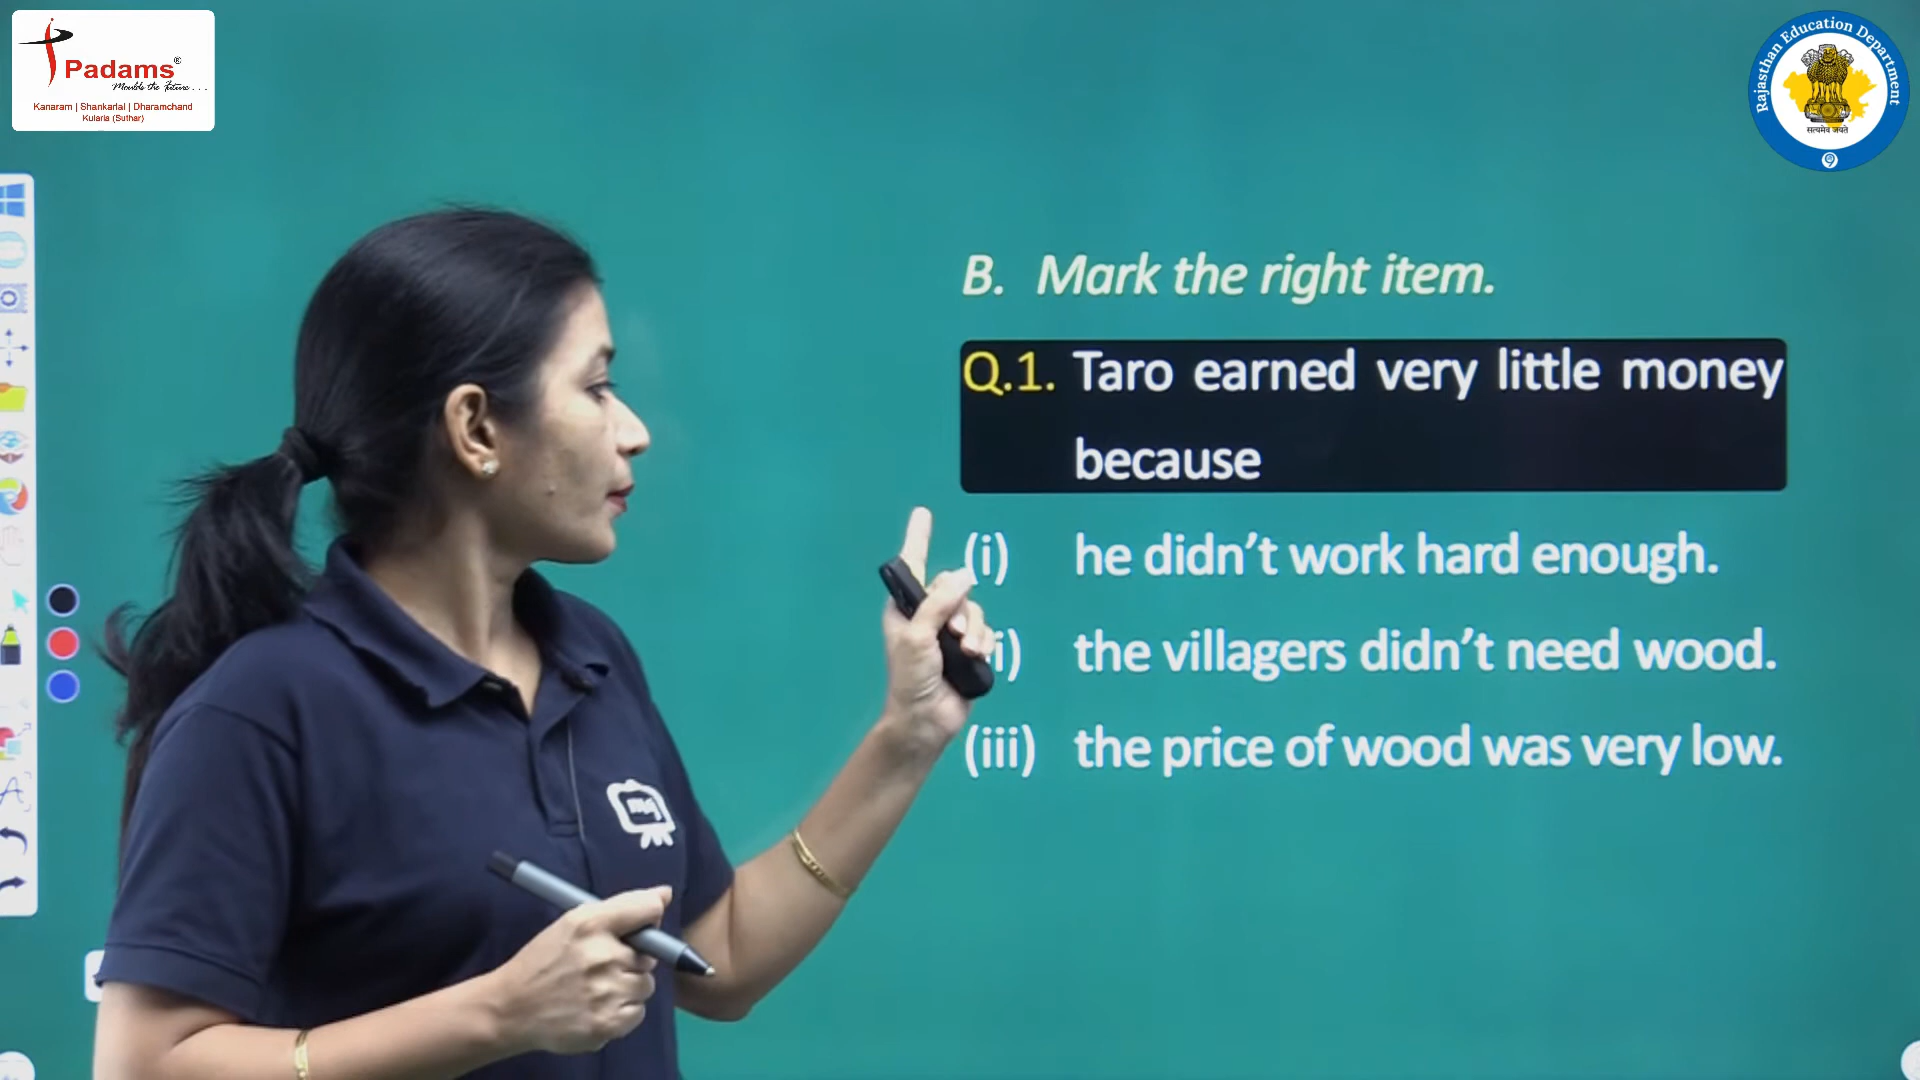 Padams®
Moulds the Future...
Kanaram | Shankarlal | Dharamchand
Kularia (Suthar)
Rajasthan Education Department
सत्यमेव जयते
B. Mark the right item.
Q.1. Taro earned very little money
because
(i) he didn’t work hard enough.
i) the villagers didn’t need wood.
(iii) the price of wood was very low.